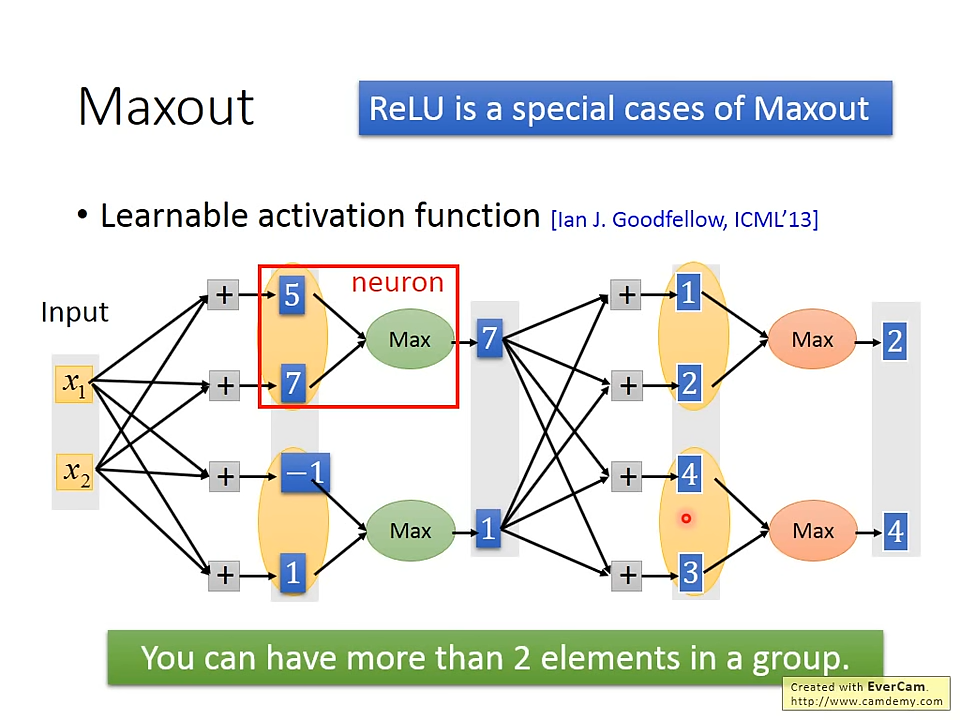 Maxout
ReLU is a special cases of Maxout
• Learnable activation function [Ian J. Goodfellow, ICML’13]
Input
neuron
x1
x2
+
+
+
+
5
7
−1
1
Max
Max
7
1
+
+
+
+
1
2
4
3
Max
Max
2
4
You can have more than 2 elements in a group.
Created with EverCam.
http://www.camdemy.com